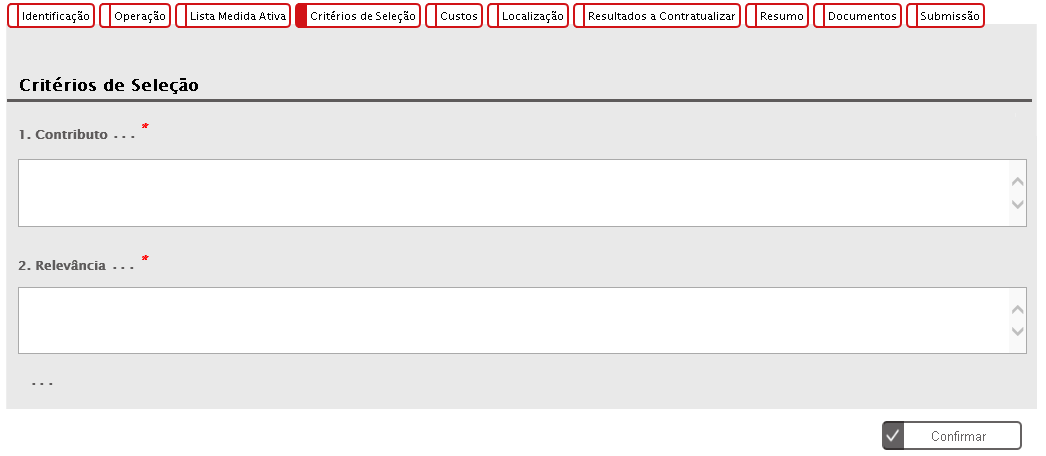 Identificação Operação Lista Medida Ativa Critérios de Seleção Custos Localização Resultados a Contratualizar Resumo Documentos Submissão
Critérios de Seleção
1. Contributo . . . *
2. Relevância . . . *
. . .
Confirmar